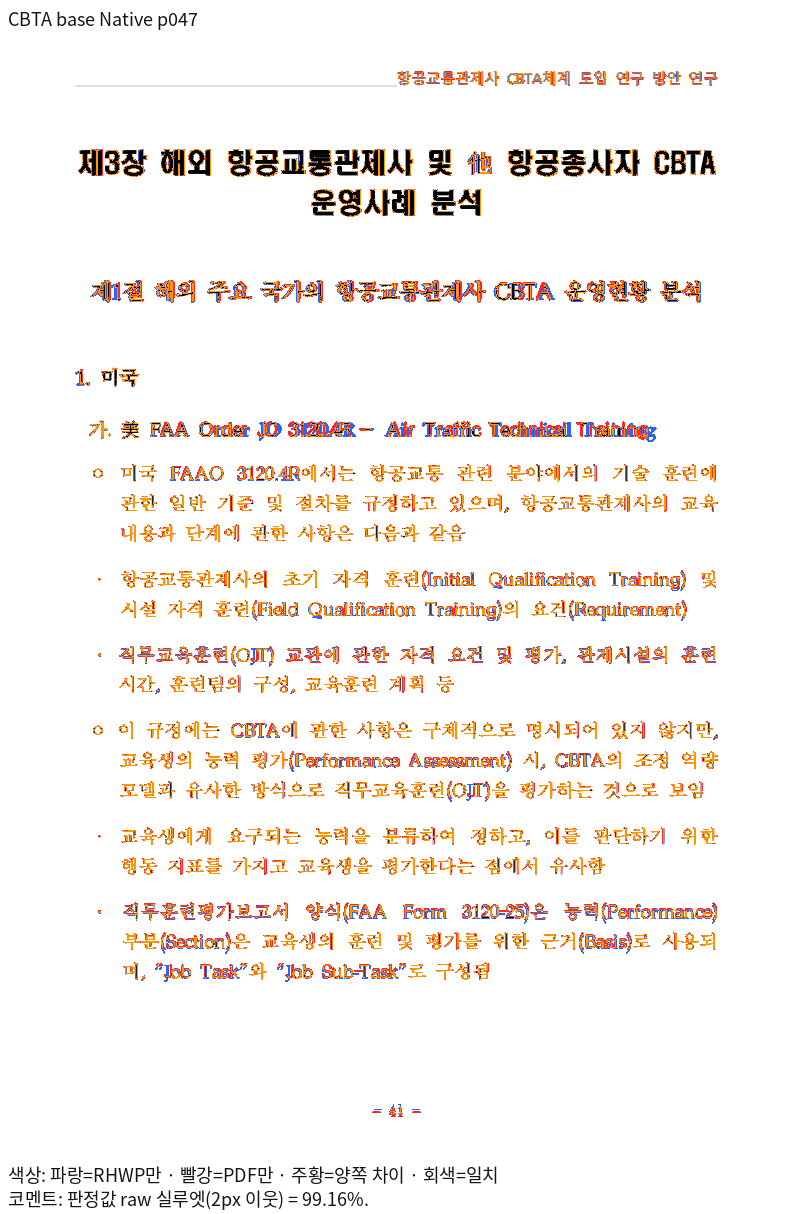 CBTA base Native p047
항공교통관제사 CBTA체계 도입 연구 방안 연구
제3장 해외 항공교통관제사 및 他 항공종사자 CBTA
운영사례 분석
제1절 해외 주요 국가의 항공교통관제사 CBTA 운영현황 분석
1. 미국
가. 美 FAA Order JO 3120.4R - Air Traffic Technical Training
○ 미국 FAAO 3120.4R에서는 항공교통 관련 분야에서의 기술 훈련에
관한 일반 기준 및 절차를 규정하고 있으며, 항공교통관제사의 교육
내용과 단계에 관한 사항은 다음과 같음
· 항공교통관제사의 초기 자격 훈련(Initial Qualification Training) 및
시설 자격 훈련(Field Qualification Training)의 요건(Requirement)
· 직무교육훈련(OJT) 교관에 관한 자격 요건 및 평가, 관제시설의 훈련
시간, 훈련팀의 구성, 교육훈련 계획 등
○ 이 규정에는 CBTA에 관한 사항은 구체적으로 명시되어 있지 않지만,
교육생의 능력 평가(Performance Assessment) 시, CBTA의 조정 역량
모델과 유사한 방식으로 직무교육훈련(OJT)을 평가하는 것으로 보임
· 교육생에게 요구되는 능력을 분류하여 정하고, 이를 판단하기 위한
행동 지표를 가지고 교육생을 평가한다는 점에서 유사함
· 직무훈련평가보고서 양식(FAA Form 3120-25)은 능력(Performance)
부분(Section)은 교육생의 훈련 및 평가를 위한 근거(Basis)로 사용되
며, "Job Task"와 "Job Sub-Task"로 구성됨
- 41 -
색상: 파랑=RHWP만 · 빨강=PDF만 · 주황=양쪽 차이 · 회색=일치
코멘트: 판정값 raw 실루엣(2px 이웃) = 99.16%.